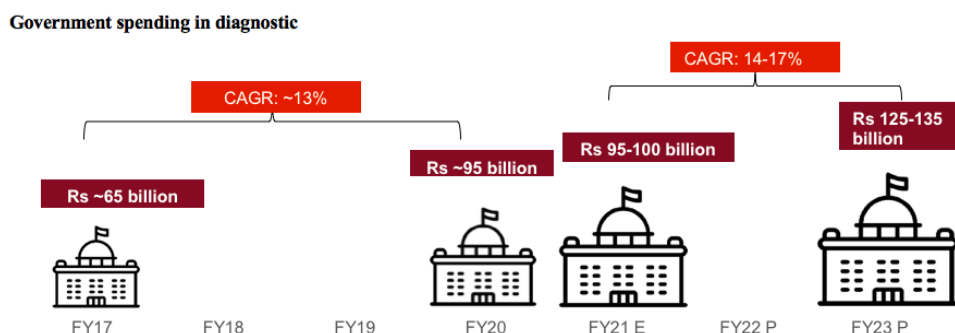 Government spending in diagnostic
CAGR: 14-17%
CAGR: ~13%
Rs 125-135
billion
Rs 95-100 billion
Rs ~95 billion
Rs ~65 billion
FY17 FY18 FY19 FY20 FY21 E FY22 P FY23 P